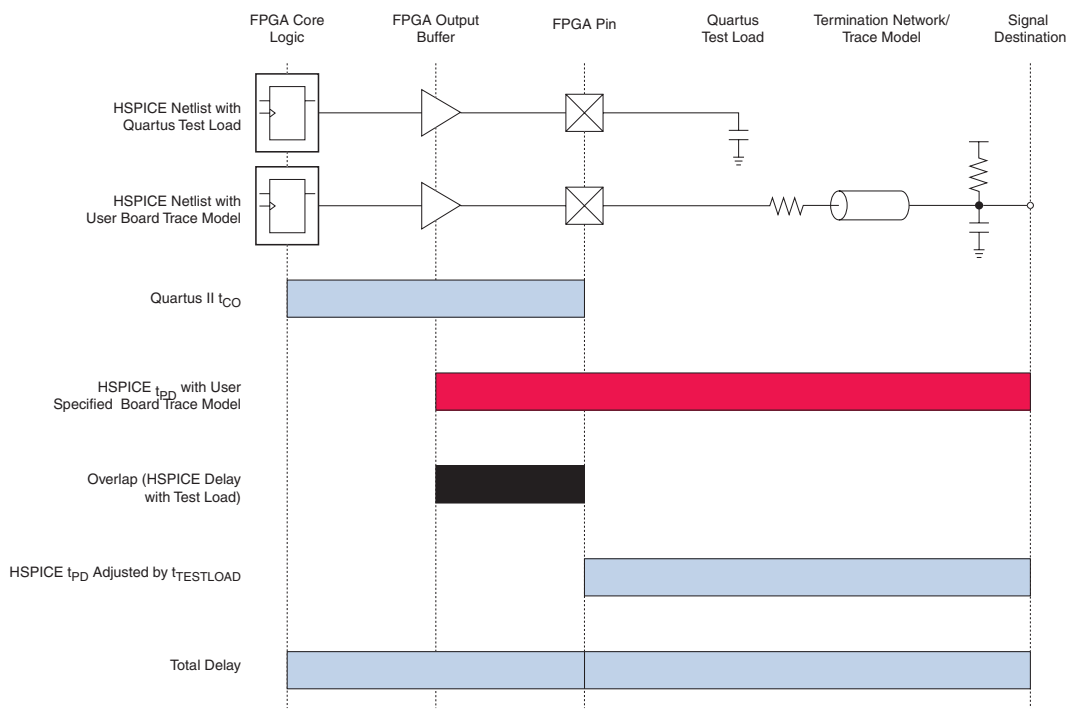 FPGA Core
Logic
FPGA Output
Buffer
FPGA Pin
Quartus
Test Load
Termination Network/
Trace Model
Signal
Destination
HSPICE Netlist with
Quartus Test Load
HSPICE Netlist with
User Board Trace Model
Quartus II tCO
HSPICE tPD with User
Specified Board Trace Model
Overlap (HSPICE Delay
with Test Load)
HSPICE tPD Adjusted by tTESTLOAD
Total Delay